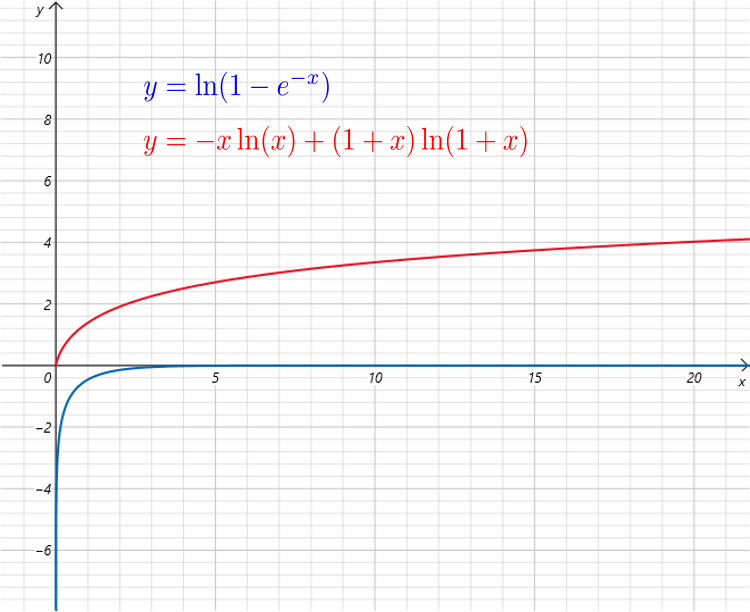 y
10
y = ln(1 − e^{−x})
8
y = −x ln(x) + (1 + x) ln(1 + x)
6
4
2
0 5 10 15 20 x
−2
−4
−6